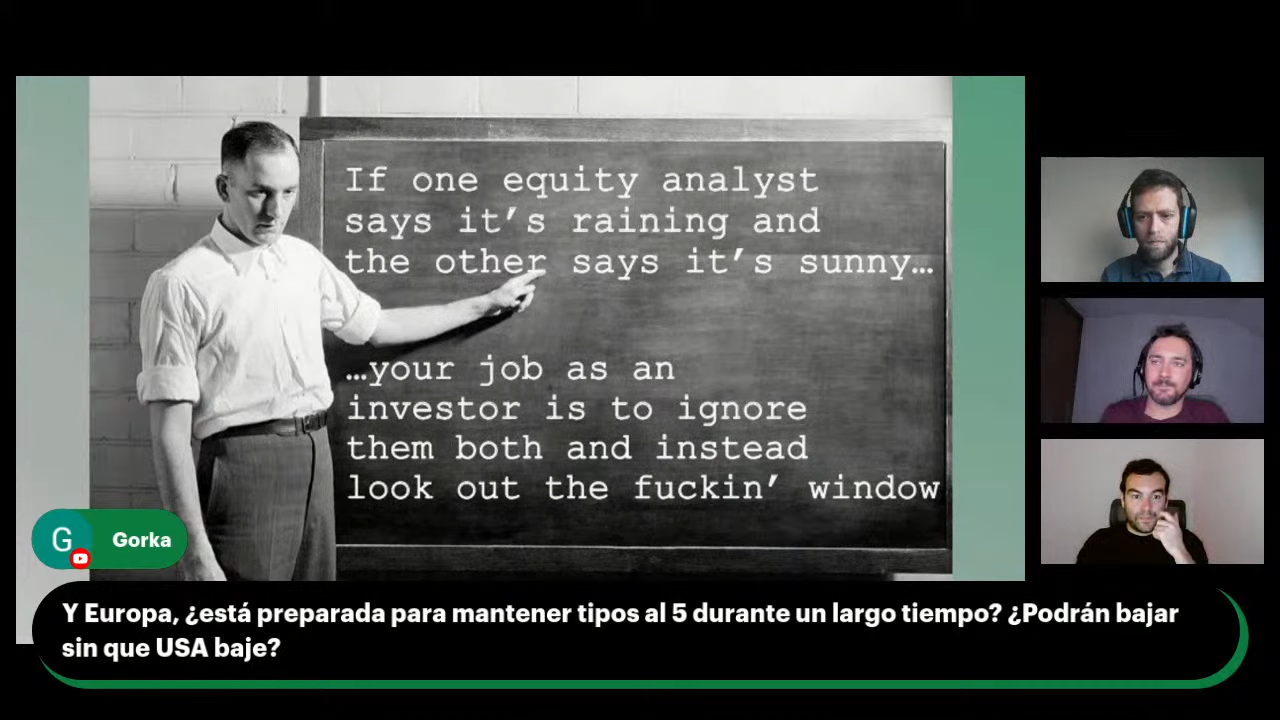 If one equity analyst
says it’s raining and
the other says it’s sunny…
…your job as an
investor is to ignore
them both and instead
look out the fuckin’ window
G
Gorka
Y Europa, ¿está preparada para mantener tipos al 5 durante un largo tiempo? ¿Podrán bajar
sin que USA baje?